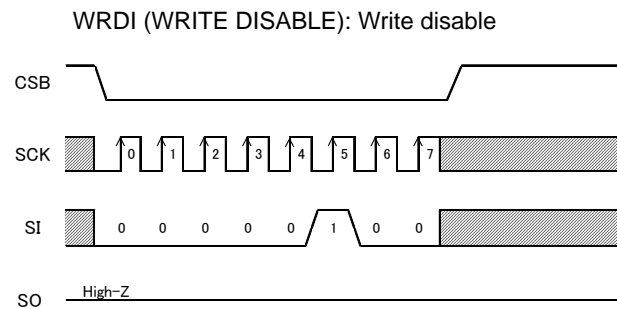 WRDI (WRITE DISABLE): Write disable
CSB
SCK 0 1 2 3 4 5 6 7
SI 0 0 0 0 0 1 0 0
High-Z
SO